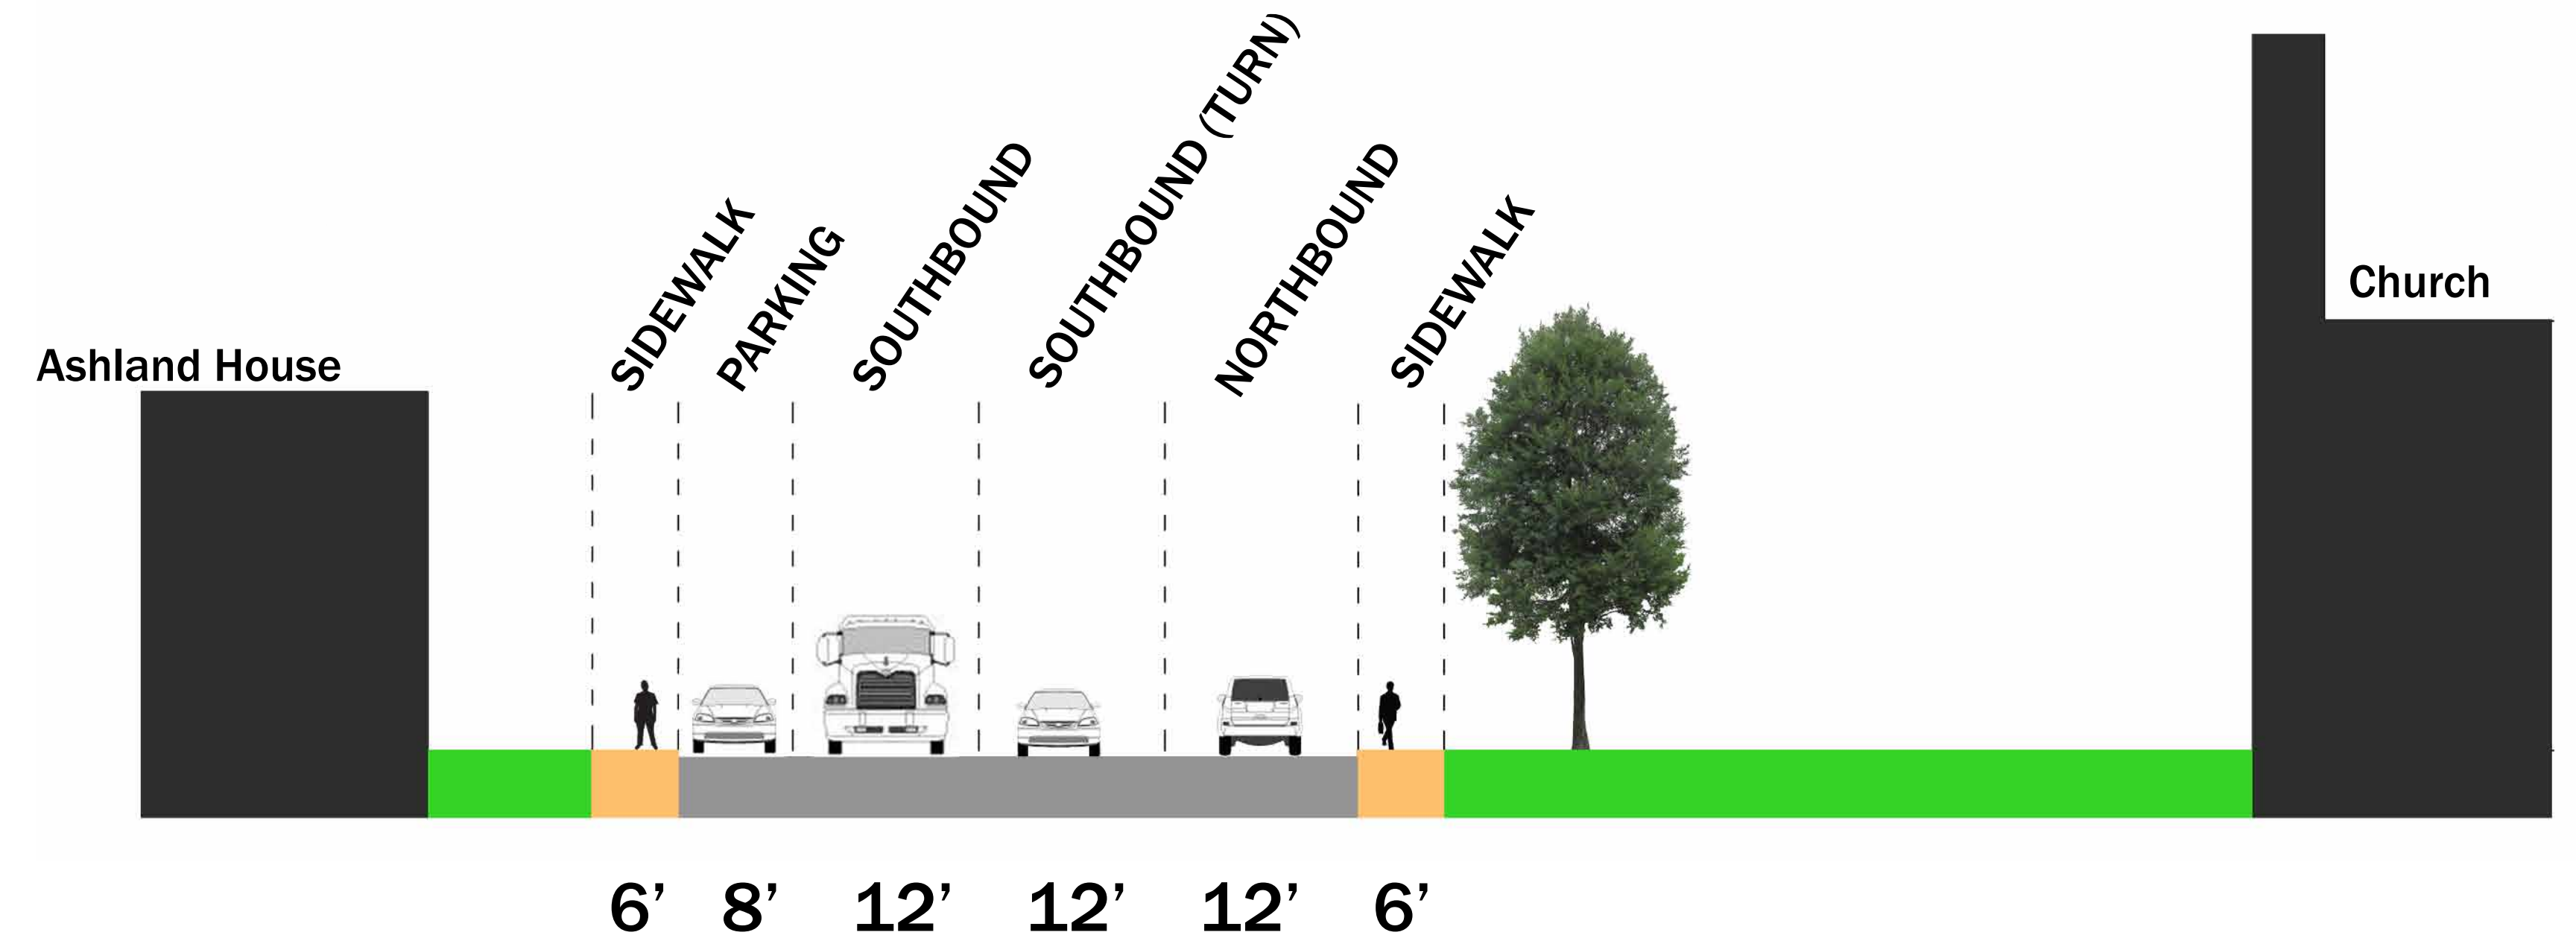 Ashland House
SIDEWALK
PARKING
SOUTHBOUND
SOUTHBOUND (TURN)
NORTHBOUND
SIDEWALK
Church
6’
8’
12’
12’
12’
6’